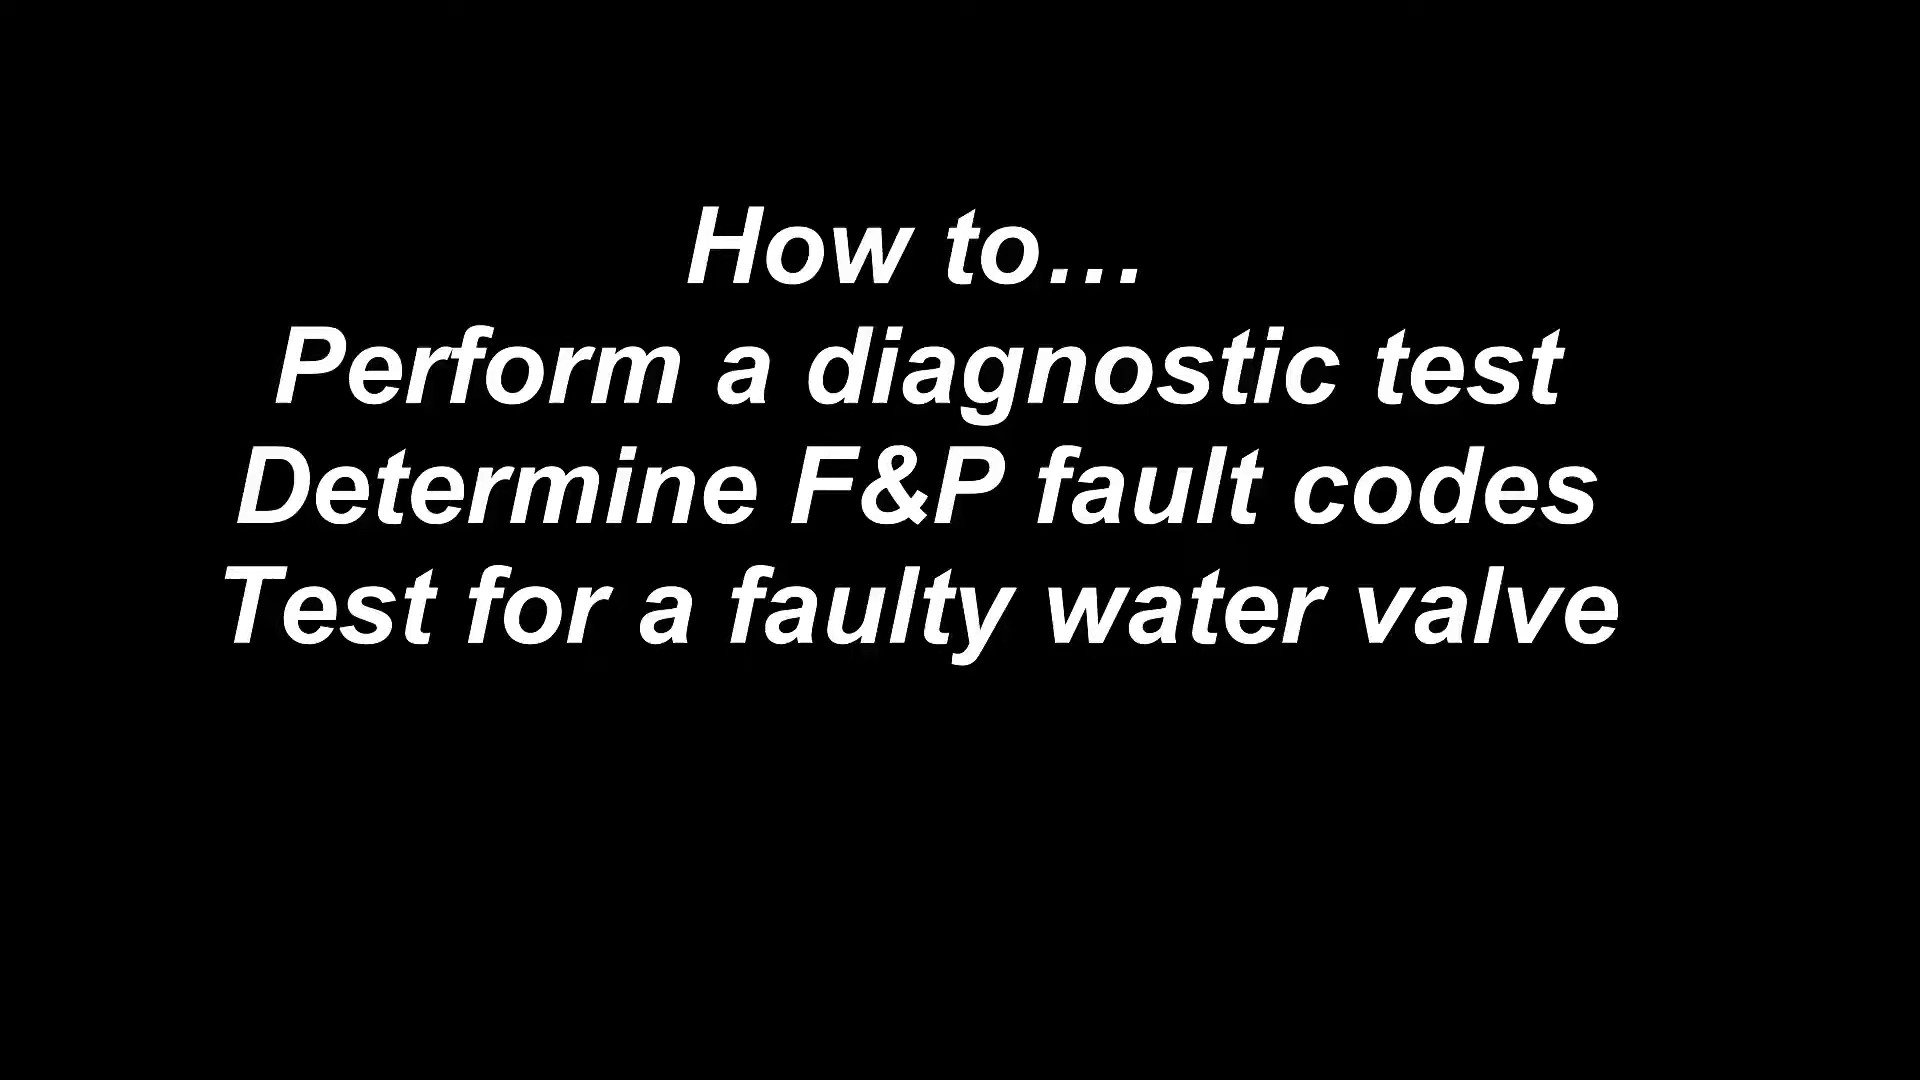 How to…
Perform a diagnostic test
Determine F&P fault codes
Test for a faulty water valve